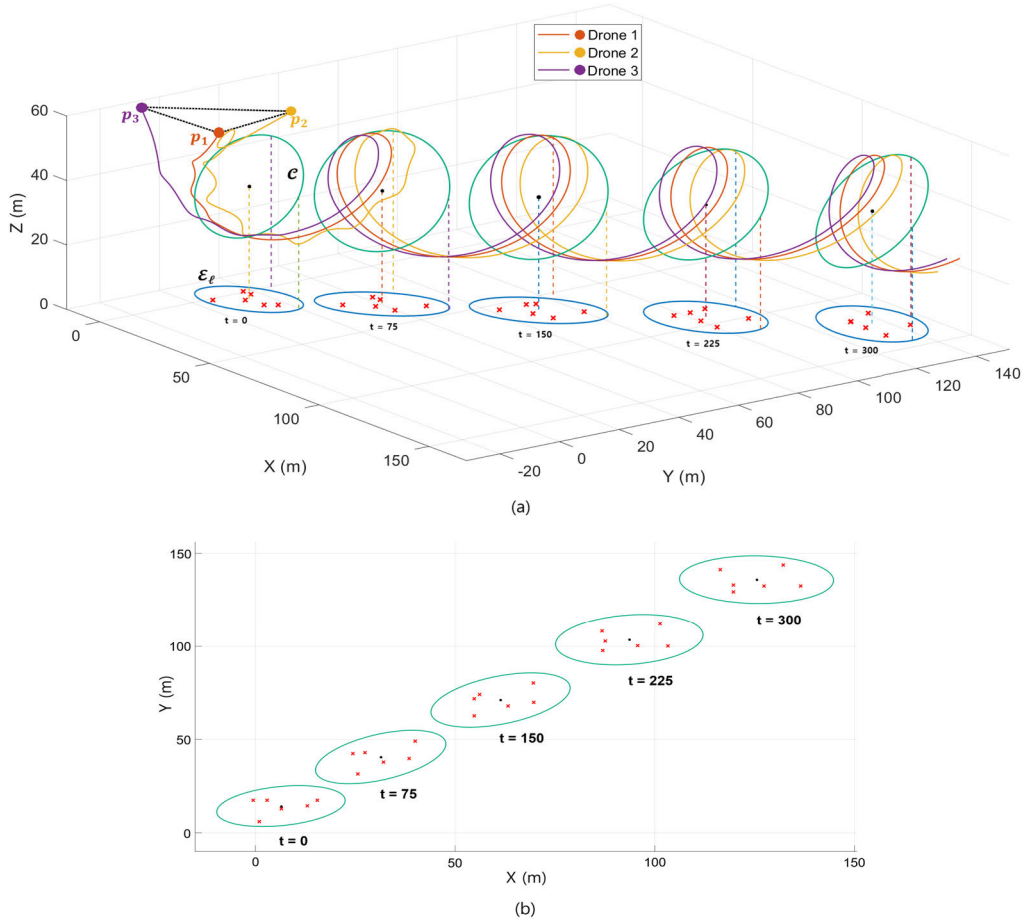 Drone 1
Drone 2
Drone 3
60
40
20
0
Z (m)
p₃
p₁
p₂
𝒞
ℰ_ℓ
t = 0
t = 75
t = 150
t = 225
t = 300
0
50
100
150
X (m)
-20
0
20
40
60
80
100
120
140
Y (m)
(a)
150
100
50
0
Y (m)
t = 300
t = 225
t = 150
t = 75
t = 0
0
50
100
150
X (m)
(b)